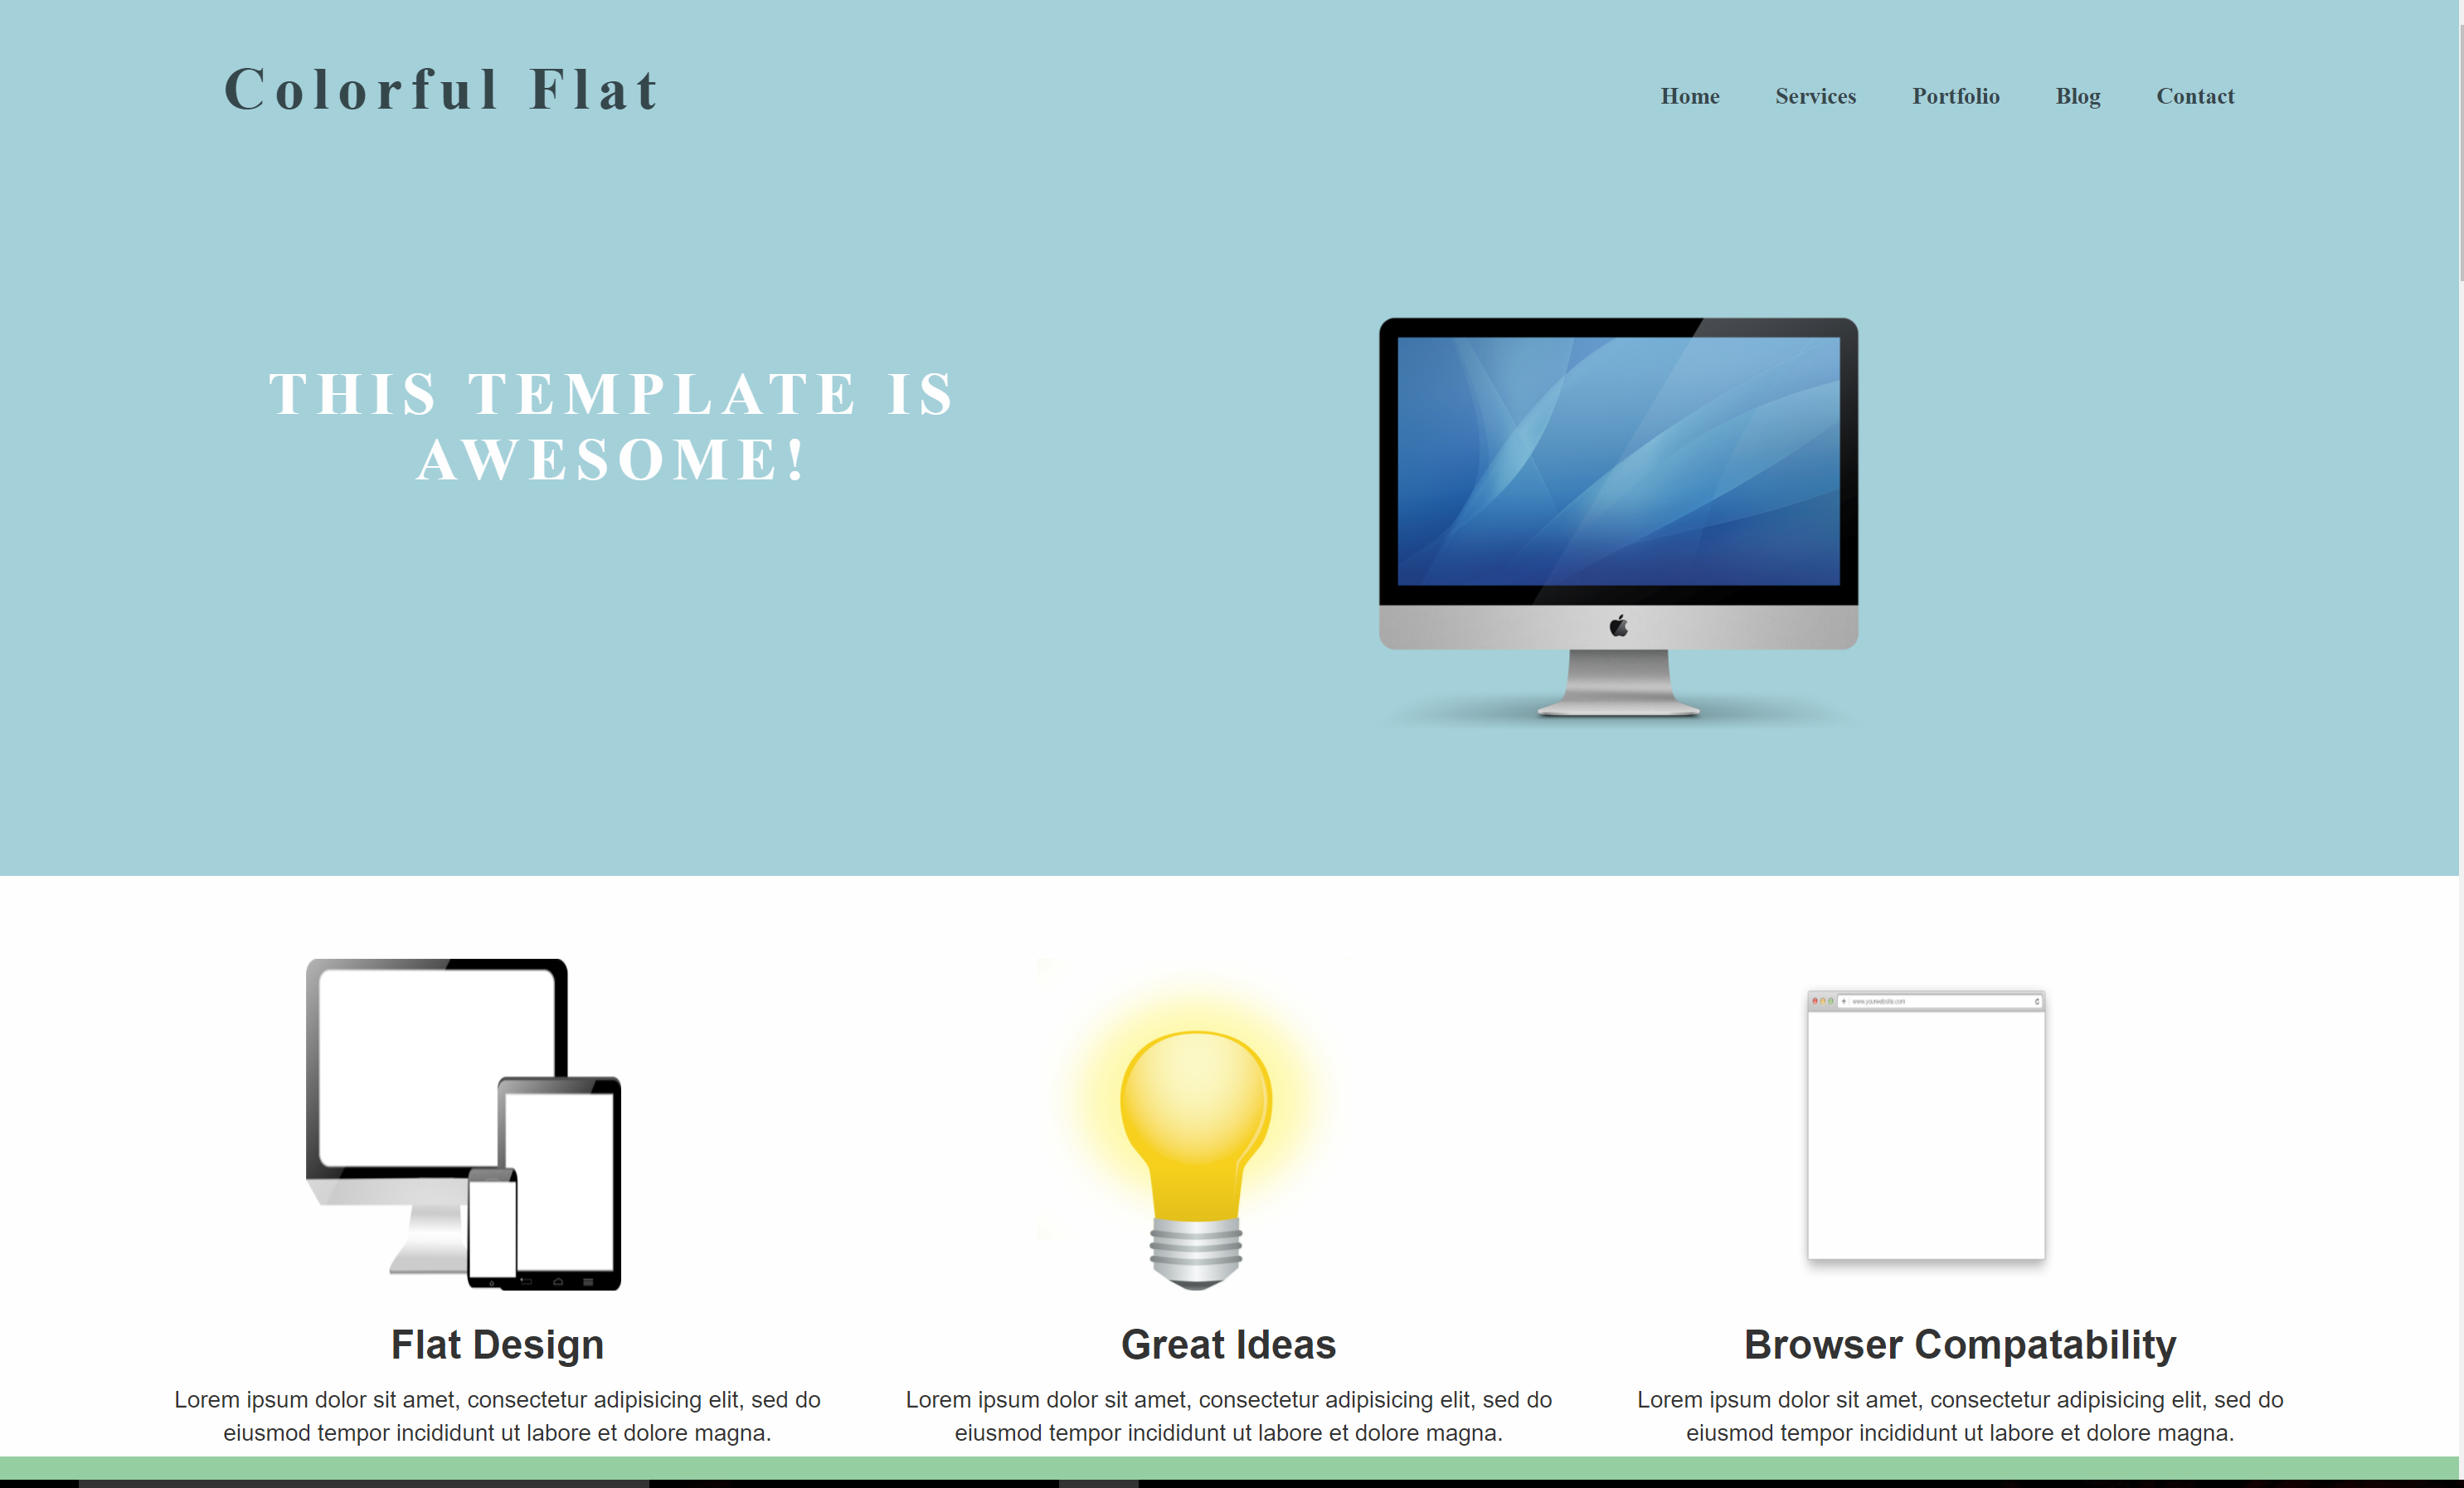 Colorful Flat
Home Services Portfolio Blog Contact
THIS TEMPLATE IS
AWESOME!
www.yourwebsite.com
Flat Design
Lorem ipsum dolor sit amet, consectetur adipisicing elit, sed do
eiusmod tempor incididunt ut labore et dolore magna.
Great Ideas
Lorem ipsum dolor sit amet, consectetur adipisicing elit, sed do
eiusmod tempor incididunt ut labore et dolore magna.
Browser Compatability
Lorem ipsum dolor sit amet, consectetur adipisicing elit, sed do
eiusmod tempor incididunt ut labore et dolore magna.